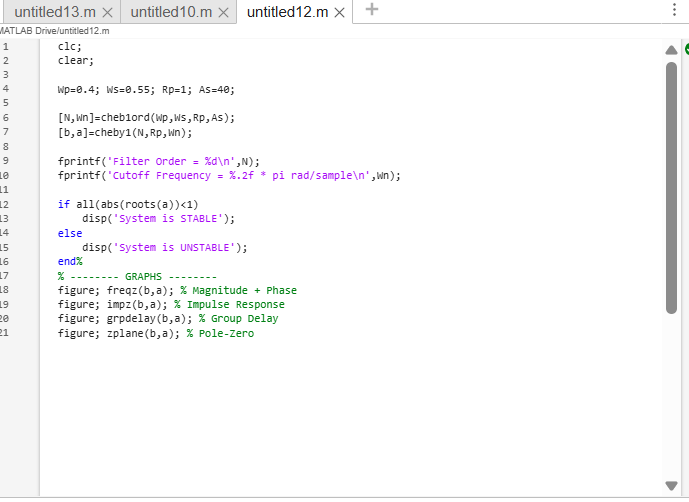 untitled13.m × untitled10.m × untitled12.m × +
MATLAB Drive/untitled12.m
1 clc;
2 clear;
3
4 Wp=0.4; Ws=0.55; Rp=1; As=40;
5
6 [N,Wn]=cheb1ord(Wp,Ws,Rp,As);
7 [b,a]=cheby1(N,Rp,Wn);
8
9 fprintf('Filter Order = %d\n',N);
10 fprintf('Cutoff Frequency = %.2f * pi rad/sample\n',Wn);
11
12 if all(abs(roots(a))<1)
13 disp('System is STABLE');
14 else
15 disp('System is UNSTABLE');
16 end%
17 % -------- GRAPHS --------
18 figure; freqz(b,a); % Magnitude + Phase
19 figure; impz(b,a); % Impulse Response
20 figure; grpdelay(b,a); % Group Delay
21 figure; zplane(b,a); % Pole-Zero